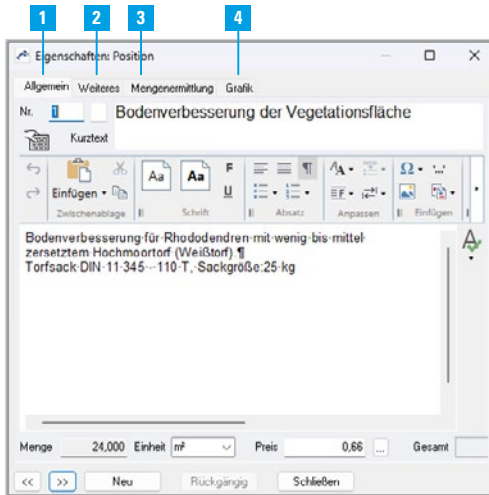 1 2 3 4
Eigenschaften: Position
Allgemein Weiteres Mengenermittlung Grafik
Nr. 1 Bodenverbesserung der Vegetationsfläche
Kurztext
Aa Aa F
Einfügen U
Zwischenablage Schrift Absatz Anpassen Einfügen
Bodenverbesserung·für·Rhododendren·mit·wenig·bis·mittel·
zersetztem·Hochmoortorf·(Weißtorf).¶
Torfsack·DIN·11·345·-·110·T,·Sackgröße:25·kg
Menge 24,000 Einheit m² Preis 0,66 ... Gesamt
<< >> Neu Rückgängig Schließen